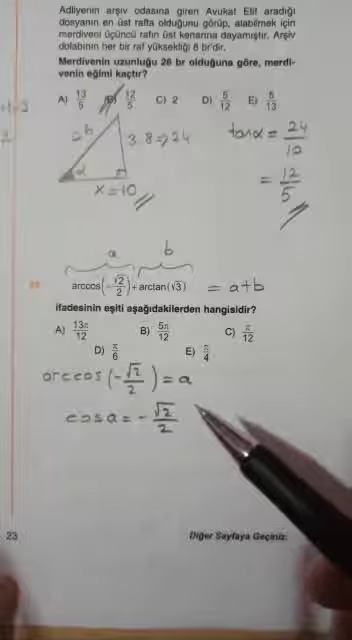 Adliyenin arşiv odasına giren Avukat Elif aradığı
dosyanın en üst rafta olduğunu görüp, alabilmek için
merdiveni üçüncü rafın üst kenarına dayamıştır. Arşiv
dolabının her bir raf yüksekliği 8 br'dir.
Merdivenin uzunluğu 26 br olduğuna göre, merdi-
venin eğimi kaçtır?
A) 13/5 B) 12/5 C) 2 D) 5/12 E) 5/13
26 3.8=>24 tanα = 24/10
α
x=10 = 12/5
a b
arccos(-√2/2)+arctan(√3) = a+b
ifadesinin eşiti aşağıdakilerden hangisidir?
A) 13π/12 B) 5π/12 C) π/12
D) π/6 E) π/4
arccos(-√2/2)=a
cosa=-√2/2
23 Diğer Sayfaya Geçiniz.